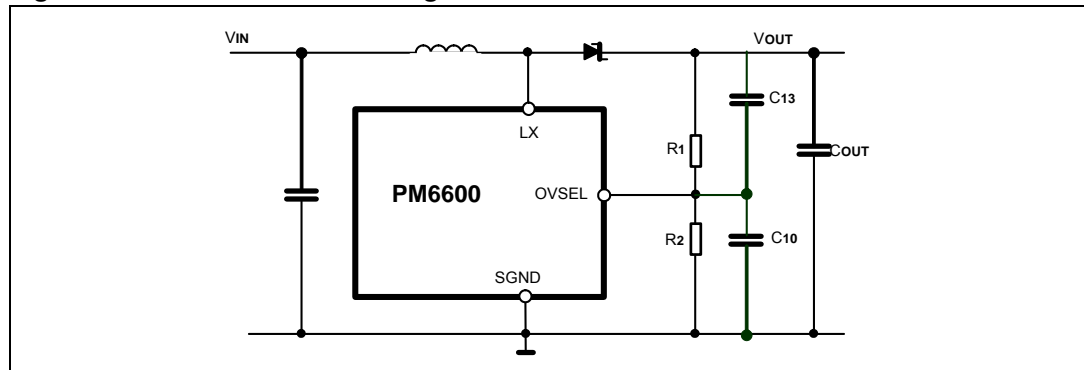 VIN
VOUT
C13
LX
R1
COUT
PM6600
OVSEL
R2
C10
SGND